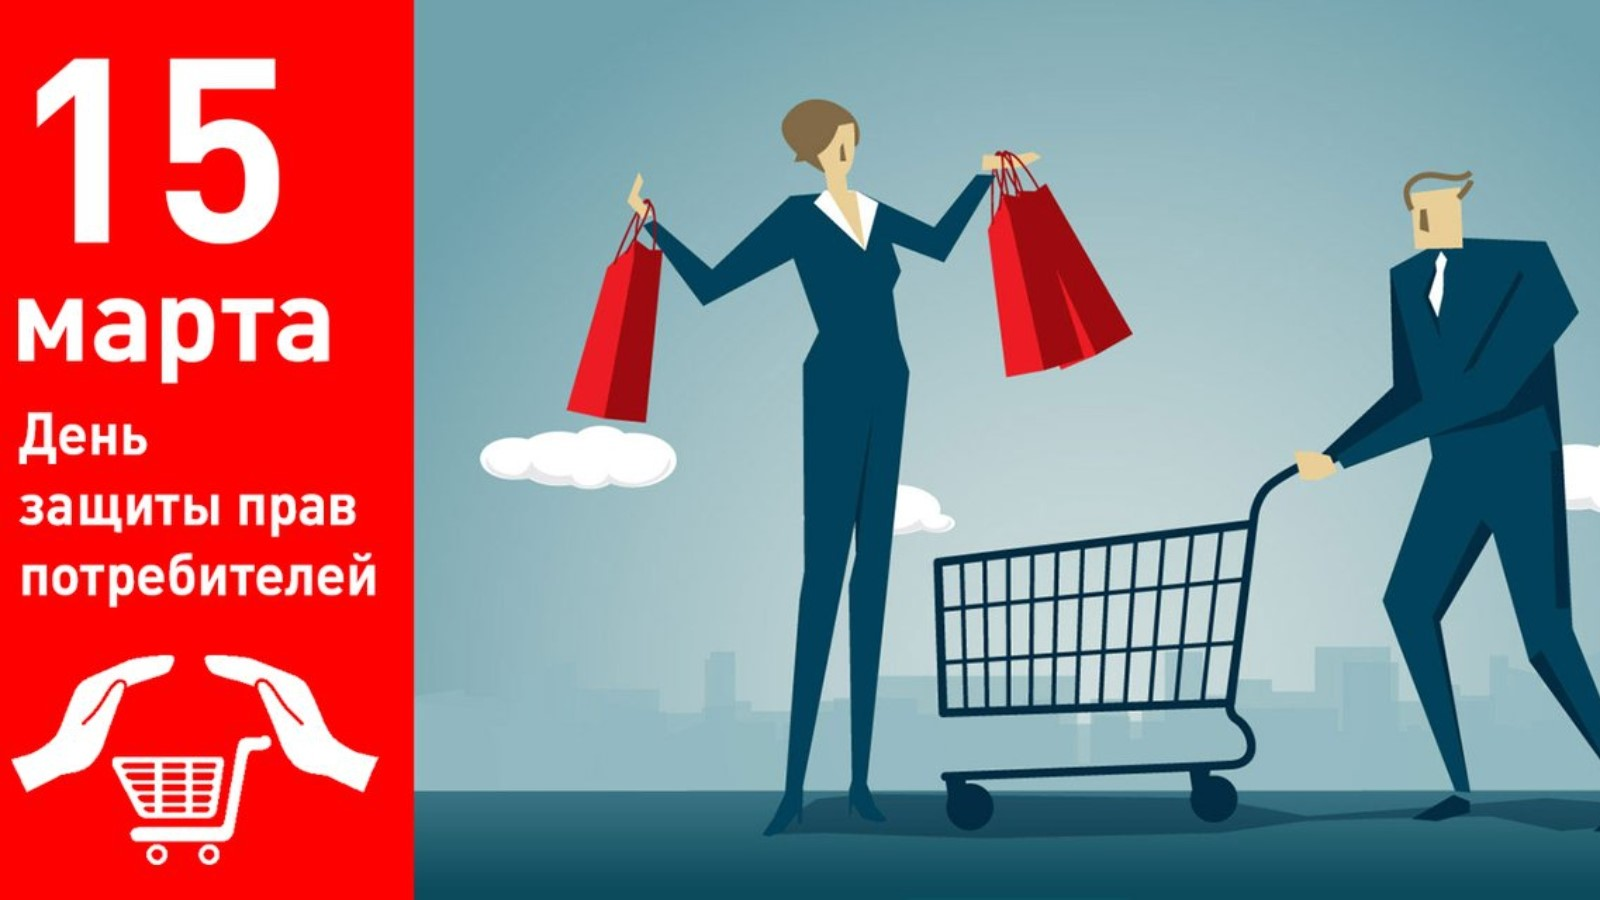 15
марта
День
защиты прав
потребителей